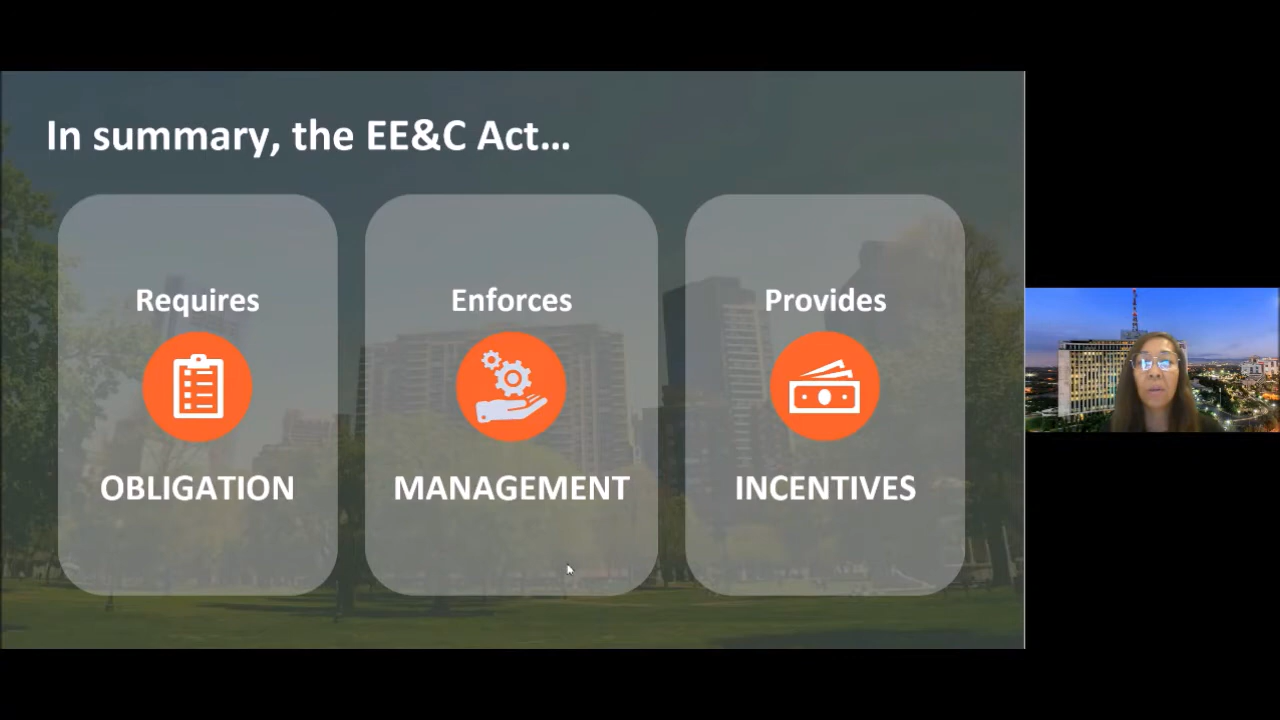 In summary, the EE&C Act...
Requires
OBLIGATION
Enforces
MANAGEMENT
Provides
INCENTIVES